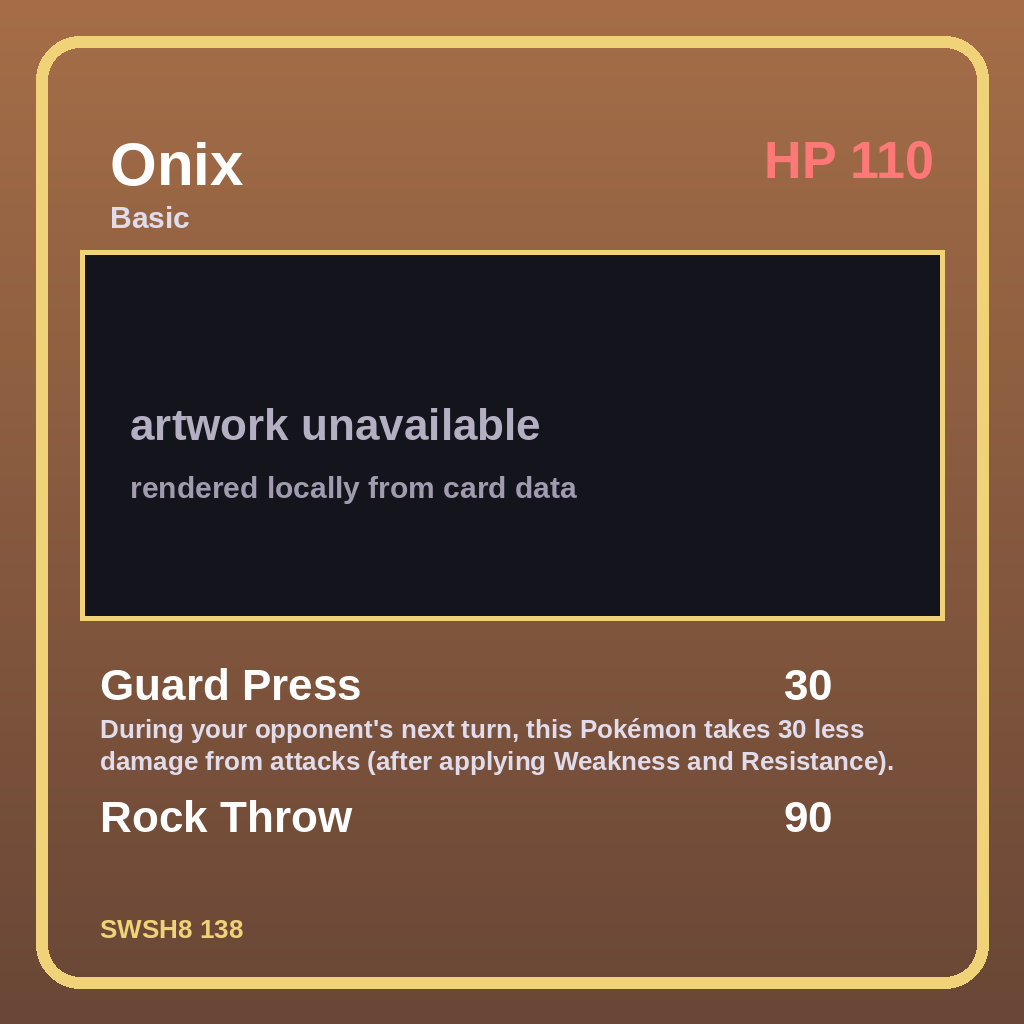 Onix
HP 110
Basic
artwork unavailable
rendered locally from card data
Guard Press 30
During your opponent's next turn, this Pokémon takes 30 less
damage from attacks (after applying Weakness and Resistance).
Rock Throw 90
SWSH8 138